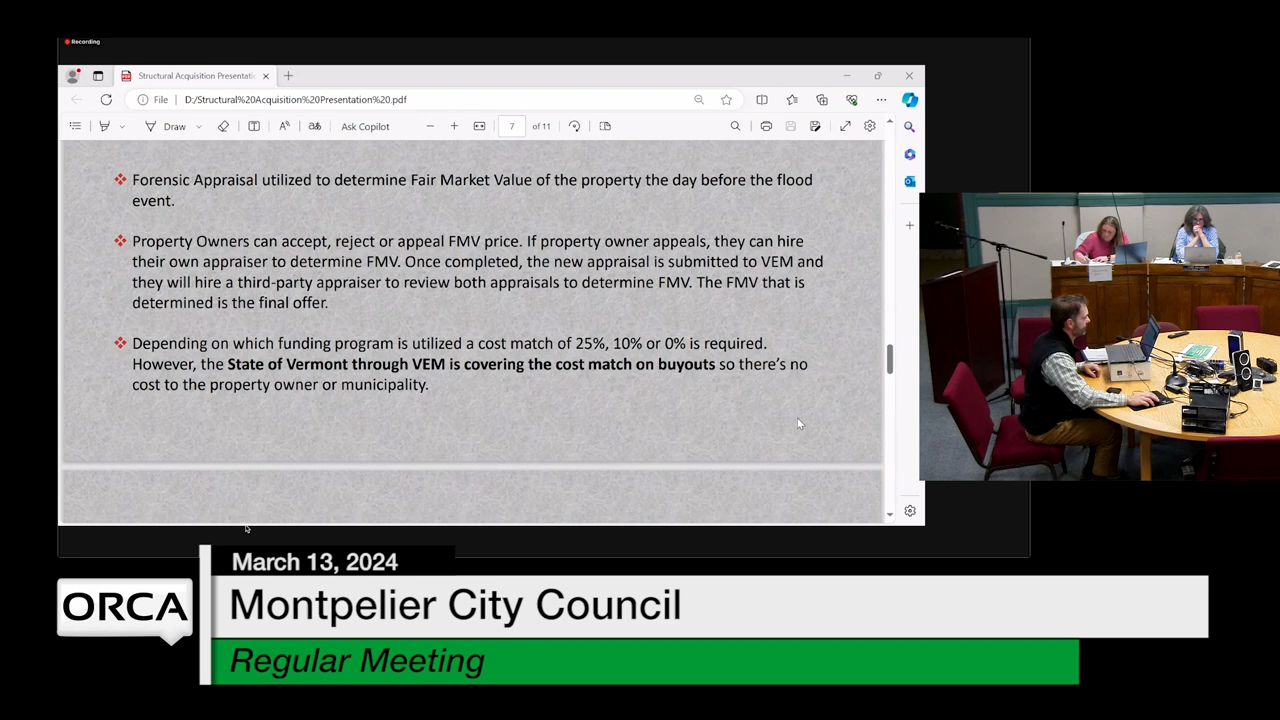 Recording
Structural Acquisition Presentatic
File
D:/Structural%20Acquisition%20Presentation%20.pdf
Draw
Ask Copilot
7
of 11
Forensic Appraisal utilized to determine Fair Market Value of the property the day before the flood
event.
Property Owners can accept, reject or appeal FMV price. If property owner appeals, they can hire
their own appraiser to determine FMV. Once completed, the new appraisal is submitted to VEM and
they will hire a third-party appraiser to review both appraisals to determine FMV. The FMV that is
determined is the final offer.
Depending on which funding program is utilized a cost match of 25%, 10% or 0% is required.
However, the State of Vermont through VEM is covering the cost match on buyouts so there's no
cost to the property owner or municipality.
March 13, 2024
ORCA
Montpelier City Council
Regular Meeting